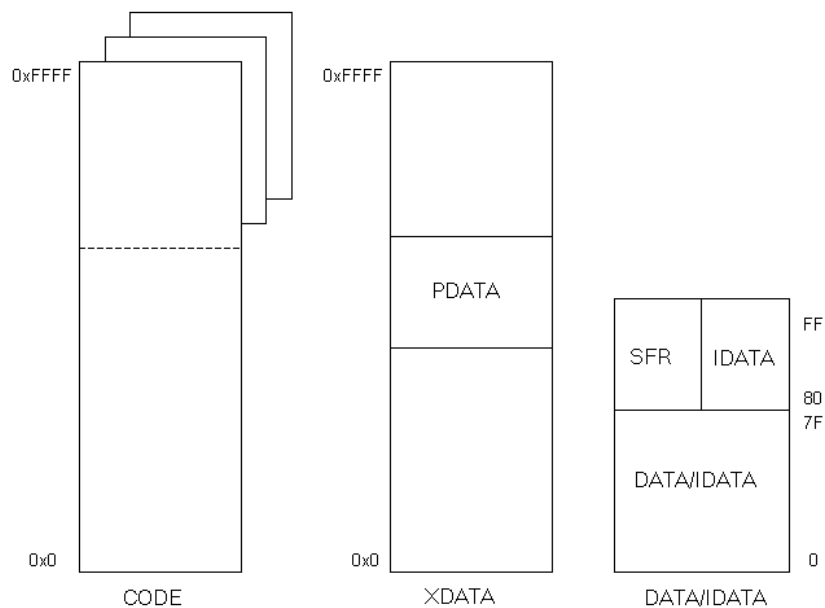 0xFFFF
0xFFFF
PDATA
SFR
IDATA
FF
80
7F
DATA/IDATA
0x0
0x0
0
CODE
XDATA
DATA/IDATA